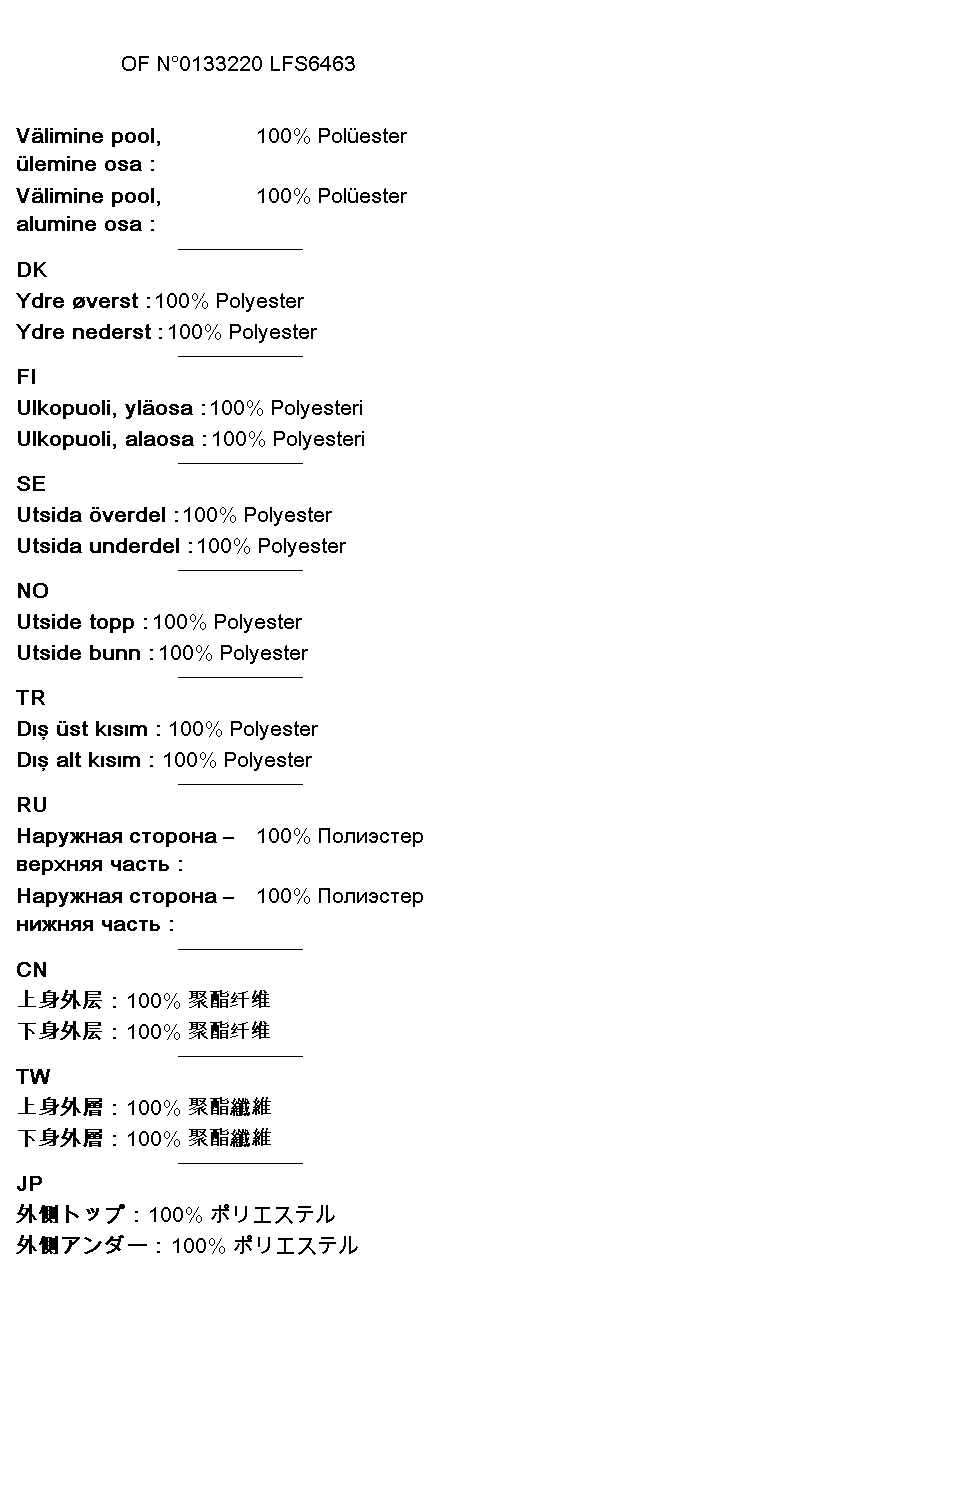 OF N°0133220 LFS6463
Välimine pool, 100% Polüester
ülemine osa :
Välimine pool, 100% Polüester
alumine osa :
DK
Ydre øverst : 100% Polyester
Ydre nederst : 100% Polyester
FI
Ulkopuoli, yläosa : 100% Polyesteri
Ulkopuoli, alaosa : 100% Polyesteri
SE
Utsida överdel : 100% Polyester
Utsida underdel : 100% Polyester
NO
Utside topp : 100% Polyester
Utside bunn : 100% Polyester
TR
Dış üst kısım : 100% Polyester
Dış alt kısım : 100% Polyester
RU
Наружная сторона – 100% Полиэстер
верхняя часть :
Наружная сторона – 100% Полиэстер
нижняя часть :
CN
上身外层 : 100% 聚酯纤维
下身外层 : 100% 聚酯纤维
TW
上身外層 : 100% 聚酯纖維
下身外層 : 100% 聚酯纖維
JP
外側トップ : 100% ポリエステル
外側アンダー : 100% ポリエステル